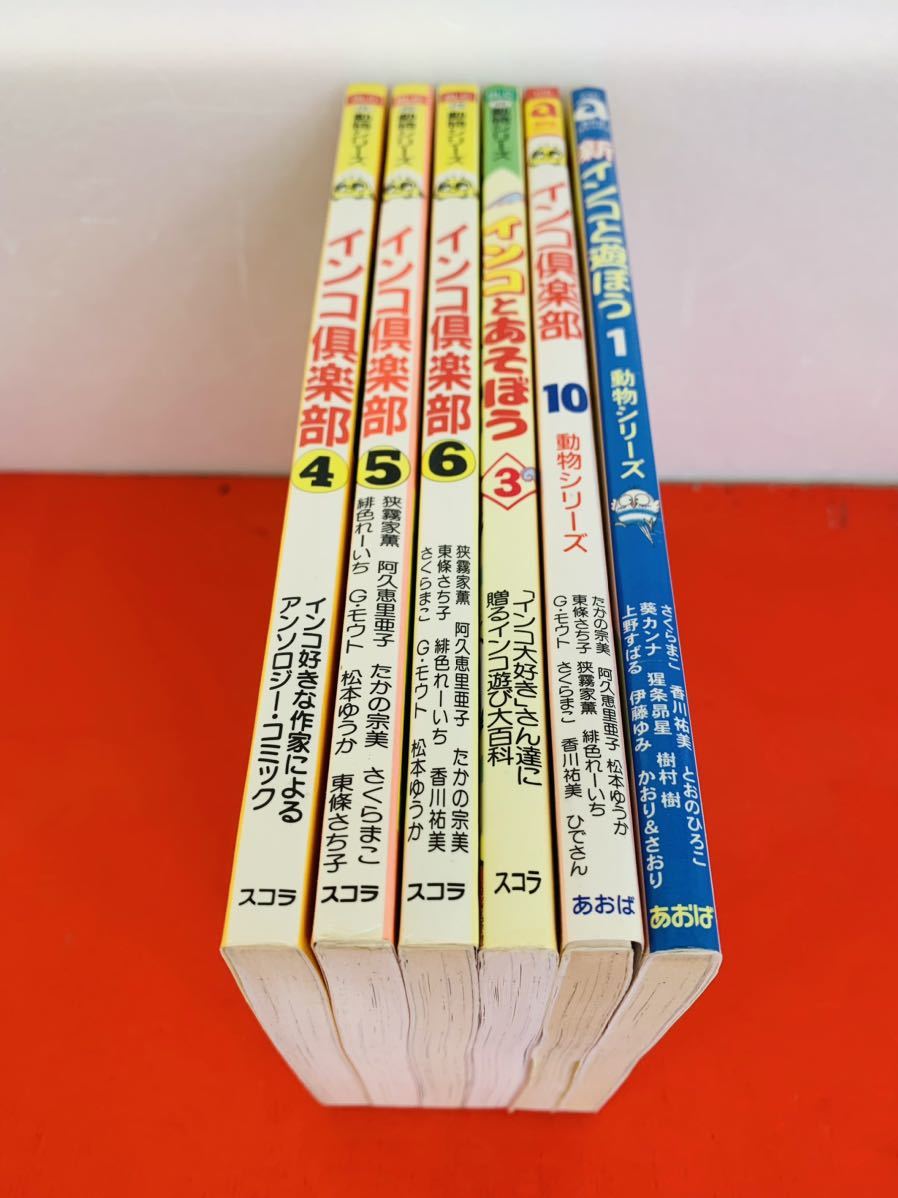 動物シリーズ
インコ倶楽部
4
インコ好きな作家による
アンソロジー・コミック
スコラ
動物シリーズ
インコ倶楽部
5
狭霧家薫 阿久恵里亜子 たかの宗美 さくらまこ
緋色れーいち G・モウト 松本ゆうか 東條さち子
スコラ
動物シリーズ
インコ倶楽部
6
狭霧家薫 阿久恵里亜子 たかの宗美
東條さち子 緋色れーいち 香川祐美
さくらまこ G・モウト 松本ゆうか
スコラ
動物シリーズ
インコとあそぼう
3
「インコ大好き」さん達に
贈るインコ遊び大百科
スコラ
a
インコ倶楽部
10
動物シリーズ
たかの宗美 阿久恵里亜子 松本ゆうか
東條さち子 狭霧家薫 緋色れーいち
G・モウト さくらまこ 香川祐美 ひでさん
あおば
a
新インコと遊ぼう
1
動物シリーズ
さくらまこ 香川祐美 とおのひろこ
葵カンナ 猩条昴星 樹村樹
上野すばる 伊藤ゆみ かおり&さおり
あおば